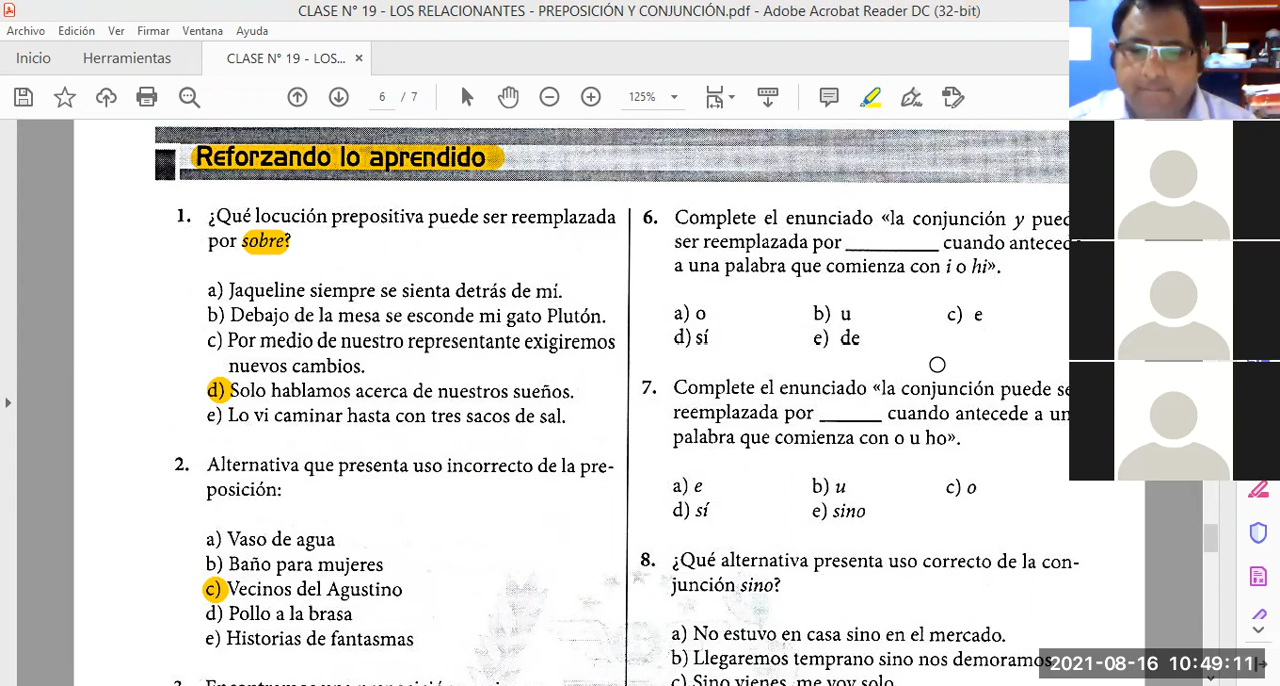 CLASE N° 19 - LOS RELACIONANTES - PREPOSICIÓN Y CONJUNCIÓN.pdf - Adobe Acrobat Reader DC (32-bit)
Archivo Edición Ver Firmar Ventana Ayuda
Inicio Herramientas CLASE N° 19 - LOS... ×
6 / 7 125%
Reforzando lo aprendido
1. ¿Qué locución prepositiva puede ser reemplazada
por sobre?
a) Jaqueline siempre se sienta detrás de mí.
b) Debajo de la mesa se esconde mi gato Plutón.
c) Por medio de nuestro representante exigiremos
nuevos cambios.
d) Solo hablamos acerca de nuestros sueños.
e) Lo vi caminar hasta con tres sacos de sal.
2. Alternativa que presenta uso incorrecto de la pre-
posición:
a) Vaso de agua
b) Baño para mujeres
c) Vecinos del Agustino
d) Pollo a la brasa
e) Historias de fantasmas
6. Complete el enunciado «la conjunción y pued
ser reemplazada por ________ cuando anteced
a una palabra que comienza con i o hi».
a) o b) u c) e
d) sí e) de
7. Complete el enunciado «la conjunción puede se
reemplazada por ______ cuando antecede a un
palabra que comienza con o u ho».
a) e b) u c) o
d) sí e) sino
8. ¿Qué alternativa presenta uso correcto de la con-
junción sino?
a) No estuvo en casa sino en el mercado.
b) Llegaremos temprano sino nos demoramos
c) Sino vienes, me voy solo
2021-08-16 10:49:11